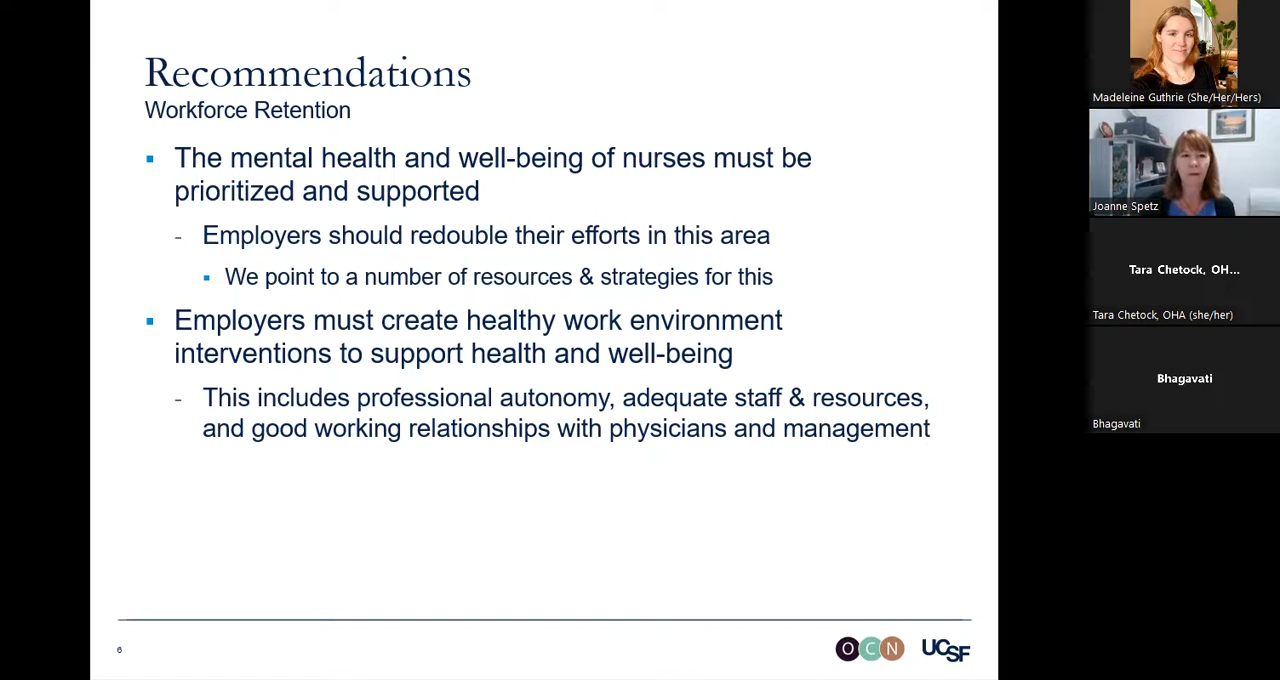 Recommendations
Workforce Retention
▪ The mental health and well-being of nurses must be
prioritized and supported
- Employers should redouble their efforts in this area
▪ We point to a number of resources & strategies for this
▪ Employers must create healthy work environment
interventions to support health and well-being
- This includes professional autonomy, adequate staff & resources,
and good working relationships with physicians and management
6
OCN
UCSF
Madeleine Guthrie (She/Her/Hers)
Joanne Spetz
Tara Chetock, OH...
Tara Chetock, OHA (she/her)
Bhagavati
Bhagavati